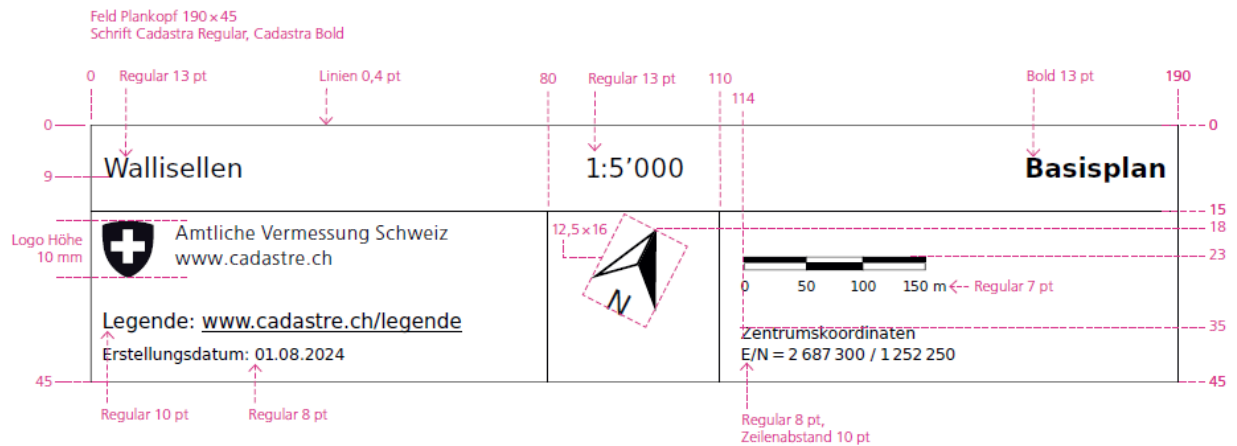 Feld Plankopf 190 × 45
Schrift Cadastra Regular, Cadastra Bold
0 Regular 13 pt Linien 0,4 pt 80 Regular 13 pt 110 Bold 13 pt 190
114
0 0
Wallisellen 1:5’000 Basisplan
9
15
Logo Höhe
10 mm
Amtliche Vermessung Schweiz
www.cadastre.ch
12,5 × 16
18
23
N
0 50 100 150 m Regular 7 pt
Legende: www.cadastre.ch/legende
35
Erstellungsdatum: 01.08.2024
Zentrumskoordinaten
E/N = 2 687 300 / 1 252 250
45 45
Regular 10 pt Regular 8 pt
Regular 8 pt,
Zeilenabstand 10 pt